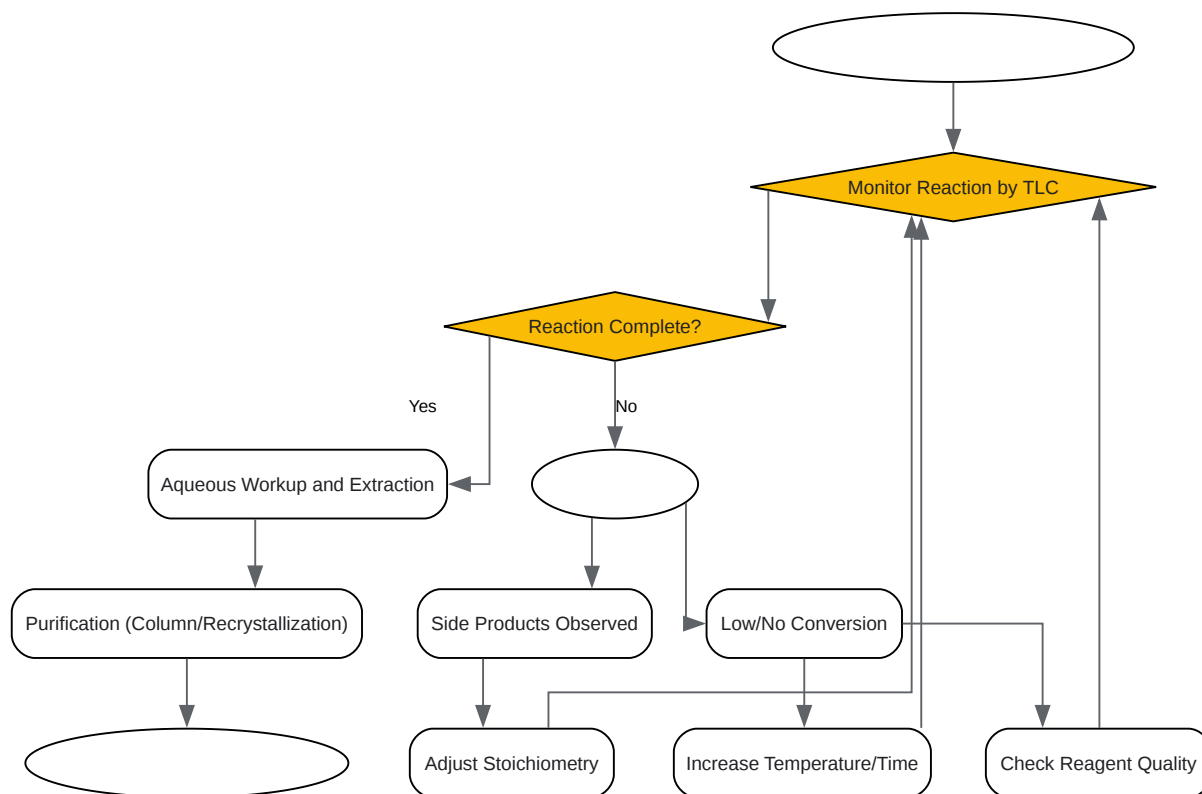 Monitor Reaction by TLC
Reaction Complete?
Yes
No
Aqueous Workup and Extraction
Purification (Column/Recrystallization)
Side Products Observed
Low/No Conversion
Adjust Stoichiometry
Increase Temperature/Time
Check Reagent Quality